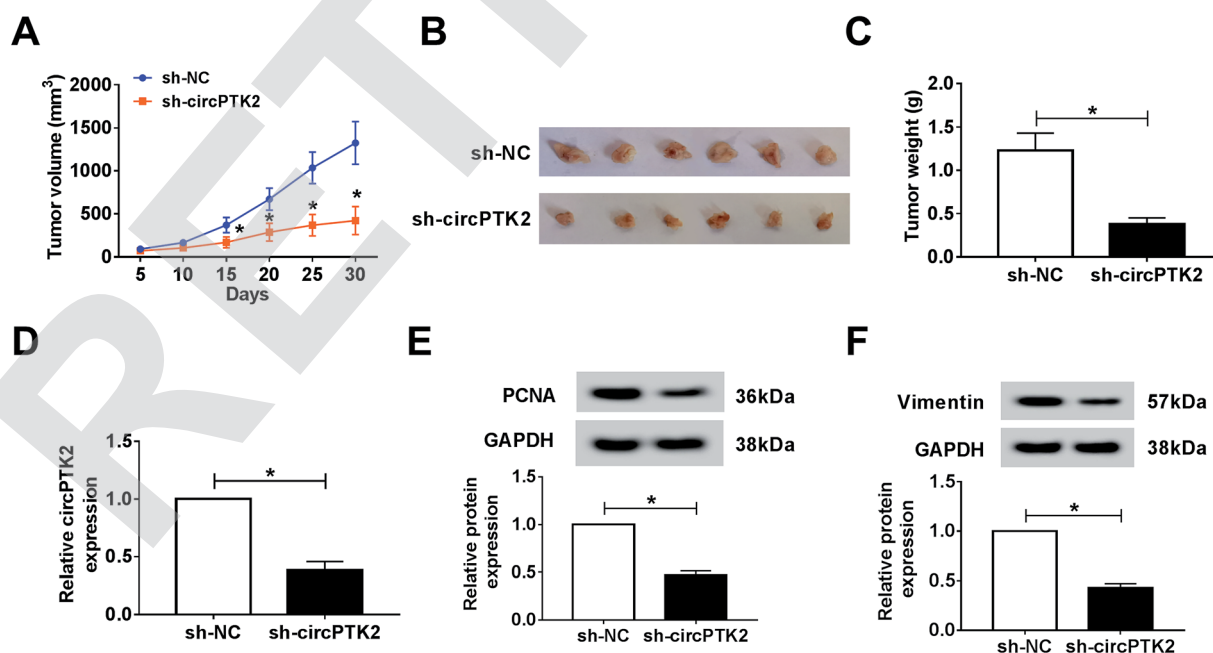 A
sh-NC
sh-circPTK2
Tumor volume (mm³)
2000
1500
1000
500
0
*
*
*
*
5 10 15 20 25 30
Days
B
sh-NC
sh-circPTK2
C
Tumor weight (g)
2.0
1.5
1.0
0.5
0.0
*
sh-NC sh-circPTK2
D
Relative circPTK2
expression
1.5
1.0
0.5
0.0
*
sh-NC sh-circPTK2
E
PCNA 36kDa
GAPDH 38kDa
Relative protein
expression
1.5
1.0
0.5
0.0
*
sh-NC sh-circPTK2
F
Vimentin 57kDa
GAPDH 38kDa
Relative protein
expression
1.5
1.0
0.5
0.0
*
sh-NC sh-circPTK2
RET